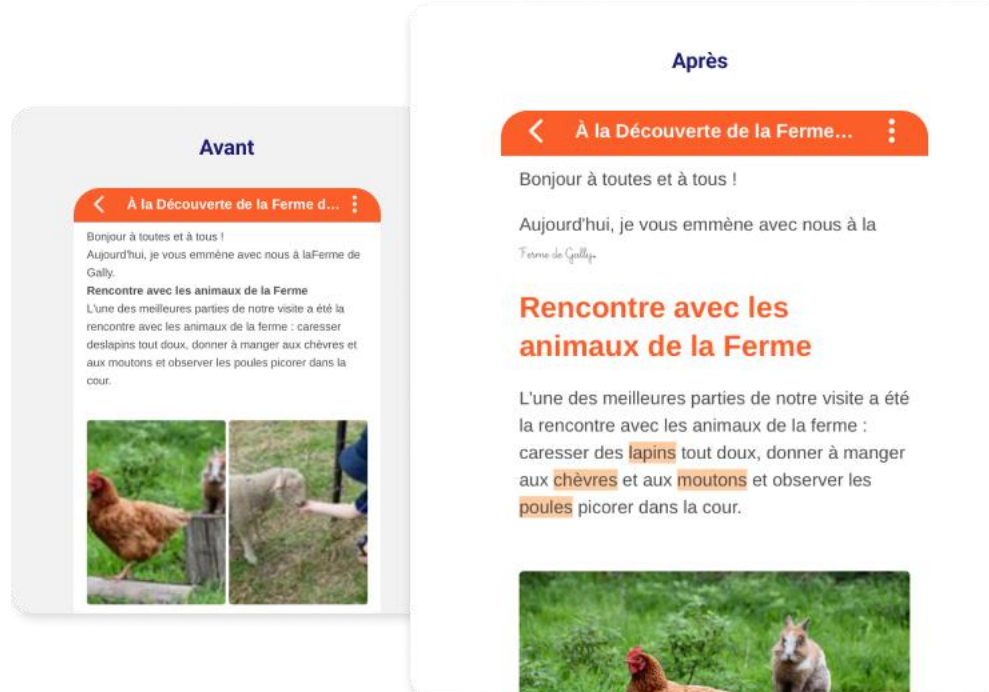 Avant
À la Découverte de la Ferme d...
Bonjour à toutes et à tous !
Aujourd'hui, je vous emmène avec nous à laFerme de
Gally.
Rencontre avec les animaux de la Ferme
L'une des meilleures parties de notre visite a été la
rencontre avec les animaux de la ferme : caresser
deslapins tout doux, donner à manger aux chèvres et
aux moutons et observer les poules picorer dans la
cour.
Après
À la Découverte de la Ferme...
Bonjour à toutes et à tous !
Aujourd'hui, je vous emmène avec nous à la
Ferme de Gally.
Rencontre avec les
animaux de la Ferme
L'une des meilleures parties de notre visite a été
la rencontre avec les animaux de la ferme :
caresser des lapins tout doux, donner à manger
aux chèvres et aux moutons et observer les
poules picorer dans la cour.